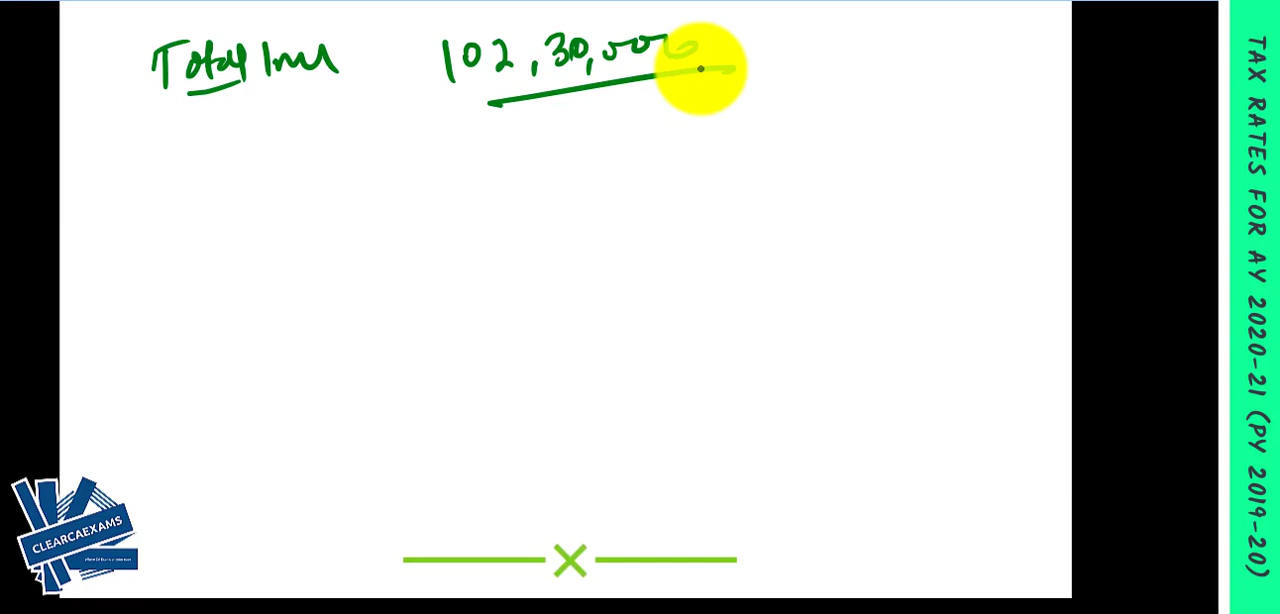 Total Inc 102,30,000
TAX RATES FOR AY 2020-21 (PY 2019-20)
CLEARCAEXAMS